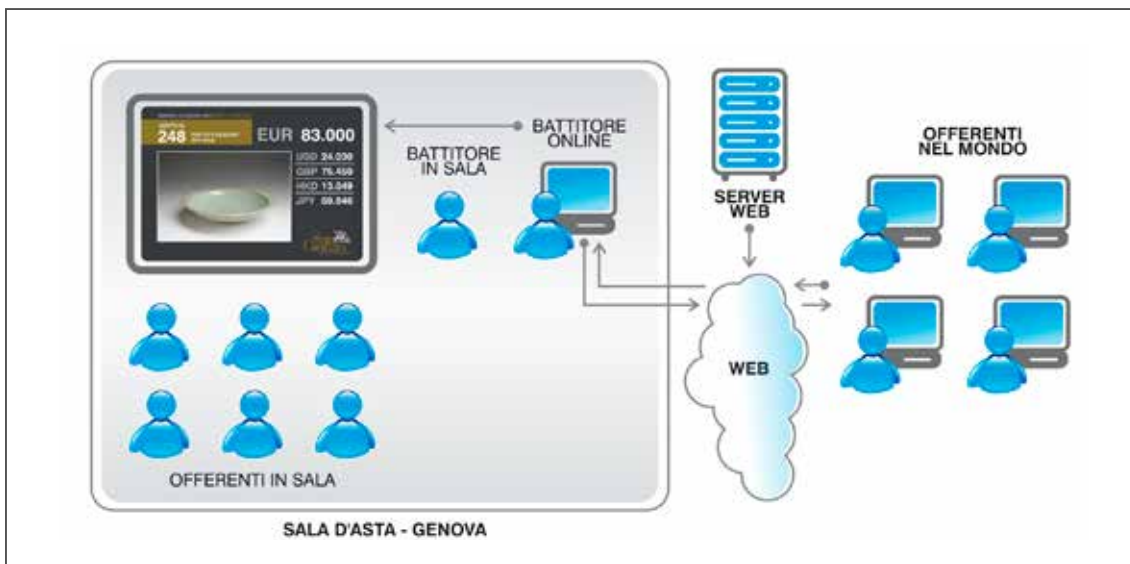 248
EUR 83.000
USD 24.039
GBP 75.459
HKD 13.049
JPY 59.846
BATTITORE
IN SALA
BATTITORE
ONLINE
SERVER
WEB
OFFERENTI
NEL MONDO
WEB
OFFERENTI IN SALA
SALA D'ASTA - GENOVA